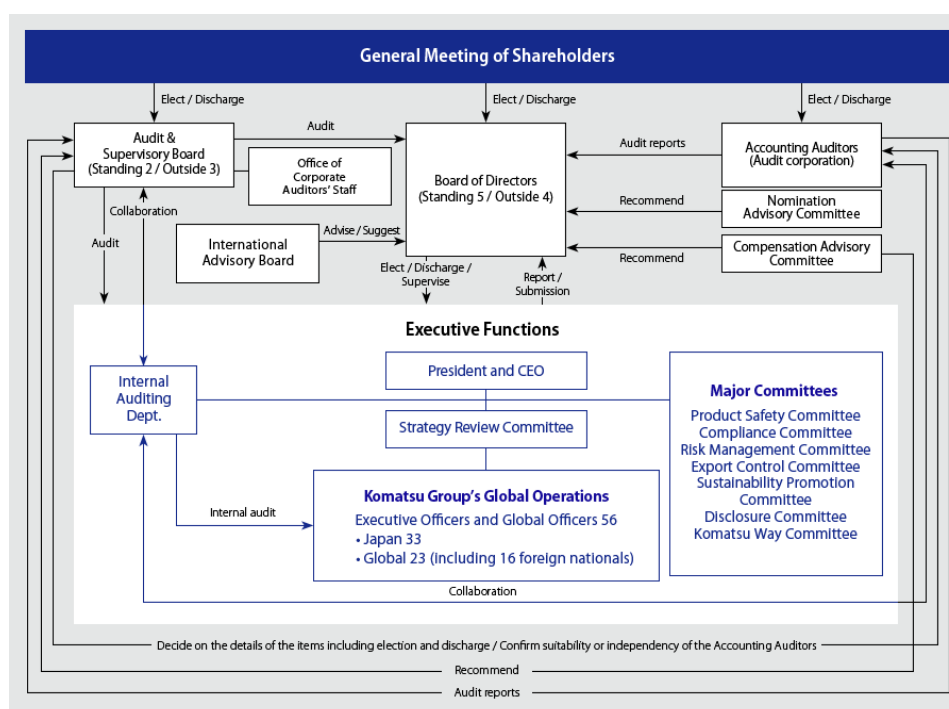 General Meeting of Shareholders
Elect / Discharge
Elect / Discharge
Elect / Discharge
Audit &
Supervisory Board
(Standing 2 / Outside 3)
Audit
Office of
Corporate
Auditors' Staff
Board of Directors
(Standing 5 / Outside 4)
Audit reports
Accounting Auditors
(Audit corporation)
Recommend
Nomination
Advisory Committee
Collaboration
Audit
International
Advisory Board
Advise / Suggest
Recommend
Compensation Advisory
Committee
Elect / Discharge /
Supervise
Report /
Submission
Executive Functions
Internal
Auditing
Dept.
President and CEO
Strategy Review Committee
Major Committees
Product Safety Committee
Compliance Committee
Risk Management Committee
Export Control Committee
Sustainability Promotion
Committee
Disclosure Committee
Komatsu Way Committee
Internal audit
Komatsu Group's Global Operations
Executive Officers and Global Officers 56
• Japan 33
• Global 23 (including 16 foreign nationals)
Collaboration
Decide on the details of the items including election and discharge / Confirm suitability or independency of the Accounting Auditors
Recommend
Audit reports